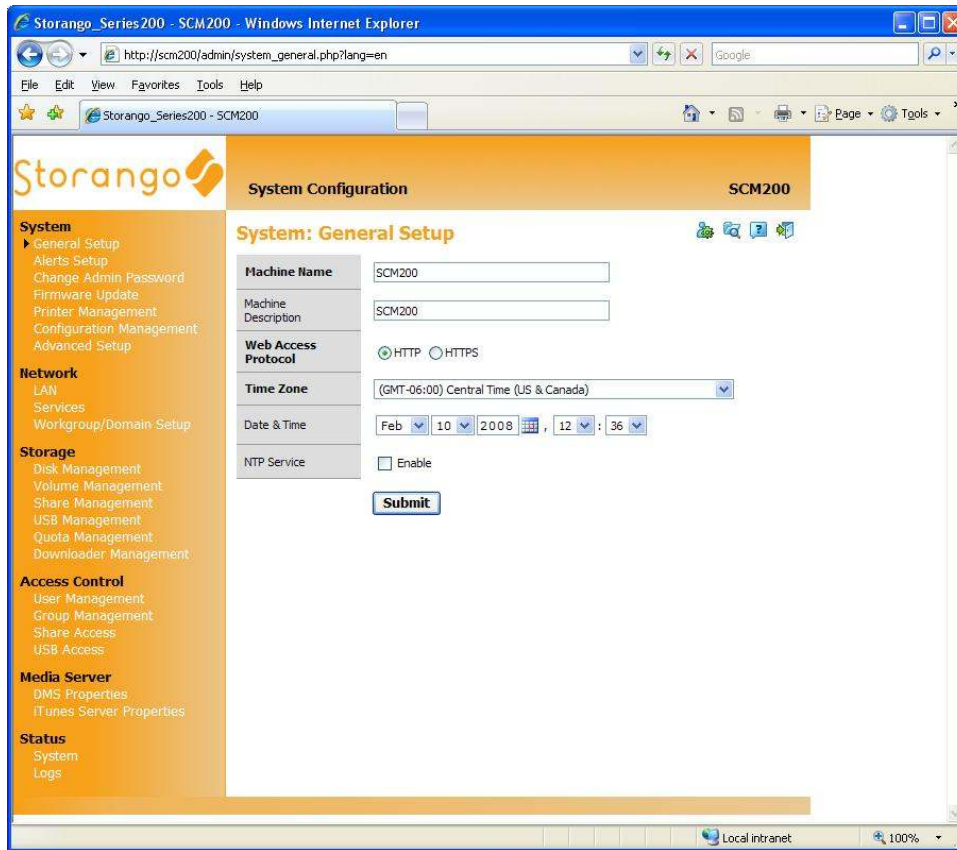 Storango_Series200 - SCM200 - Windows Internet Explorer
http://scm200/admin/system_general.php?lang=en
Google
File Edit View Favorites Tools Help
Storango_Series200 - SCM200
Page
Tools
Storango
System Configuration
SCM200
System
General Setup
Alerts Setup
Change Admin Password
Firmware Update
Printer Management
Configuration Management
Advanced Setup
Network
LAN
Services
Workgroup/Domain Setup
Storage
Disk Management
Volume Management
Share Management
USB Management
Quota Management
Downloader Management
Access Control
User Management
Group Management
Share Access
USB Access
Media Server
DMS Properties
iTunes Server Properties
Status
System
Logs
System: General Setup
Machine Name
SCM200
Machine
Description
SCM200
Web Access
Protocol
HTTP HTTPS
Time Zone
(GMT-06:00) Central Time (US & Canada)
Date & Time
Feb 10 2008 , 12 : 36
NTP Service
Enable
Submit
Local intranet
100%